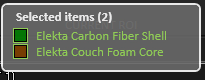 Selected items (2)
Elekta Carbon Fiber Shell
Elekta Couch Foam Core